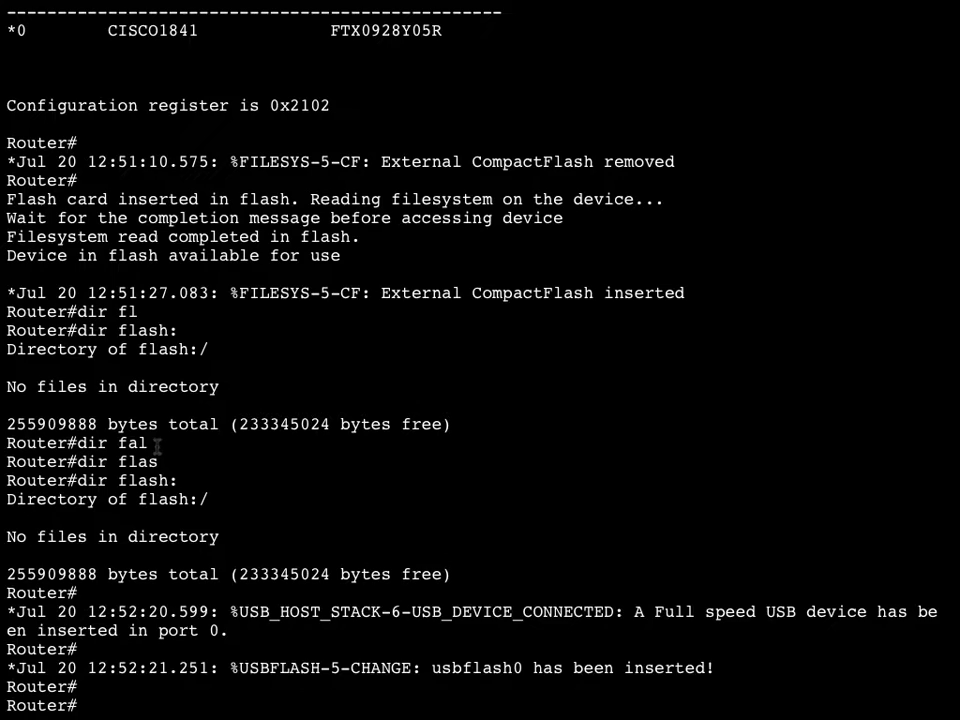 -------------------------------------------------
*0        CISCO1841             FTX0928Y05R
Configuration register is 0x2102
Router#
*Jul 20 12:51:10.575: %FILESYS-5-CF: External CompactFlash removed
Router#
Flash card inserted in flash. Reading filesystem on the device...
Wait for the completion message before accessing device
Filesystem read completed in flash.
Device in flash available for use
*Jul 20 12:51:27.083: %FILESYS-5-CF: External CompactFlash inserted
Router#dir fl
Router#dir flash:
Directory of flash:/
No files in directory
255909888 bytes total (233345024 bytes free)
Router#dir fal
Router#dir flas
Router#dir flash:
Directory of flash:/
No files in directory
255909888 bytes total (233345024 bytes free)
Router#
*Jul 20 12:52:20.599: %USB_HOST_STACK-6-USB_DEVICE_CONNECTED: A Full speed USB device has be
en inserted in port 0.
Router#
*Jul 20 12:52:21.251: %USBFLASH-5-CHANGE: usbflash0 has been inserted!
Router#
Router#